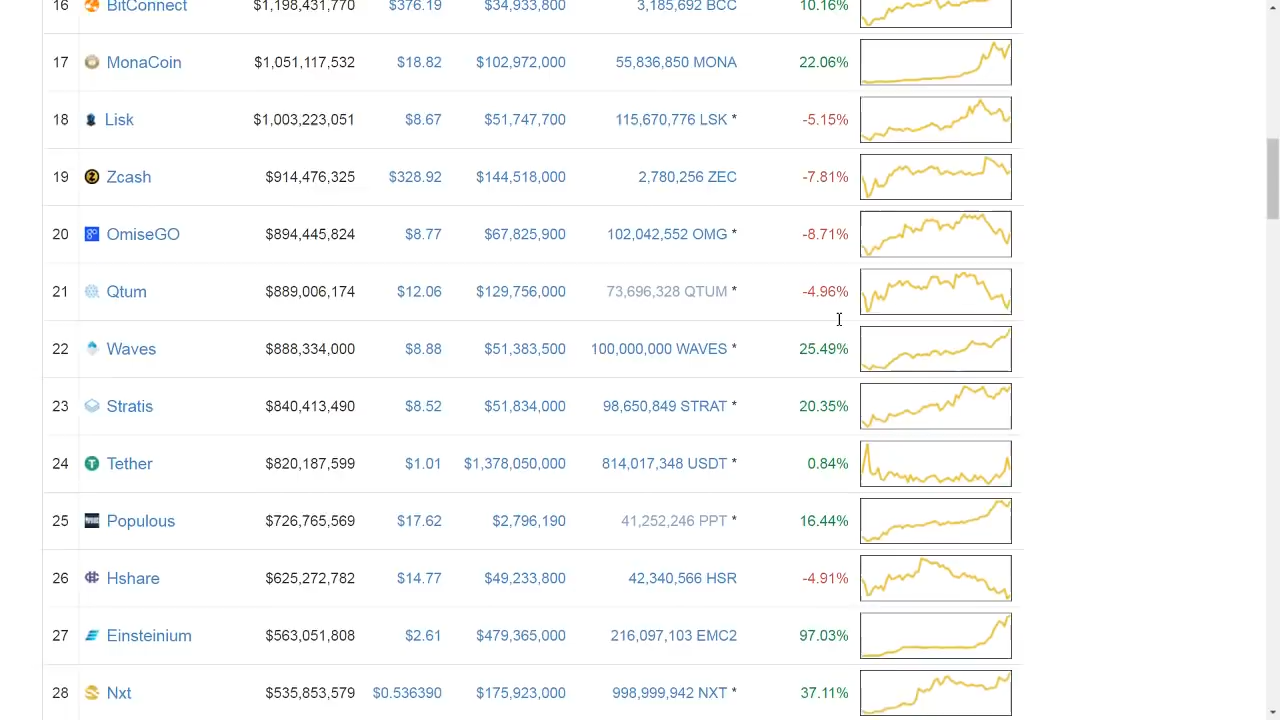 16 BitConnect $1,198,431,770 $376.19 $34,933,800 3,185,692 BCC 10.16%
17 MonaCoin $1,051,117,532 $18.82 $102,972,000 55,836,850 MONA 22.06%
18 Lisk $1,003,223,051 $8.67 $51,747,700 115,670,776 LSK * -5.15%
19 Zcash $914,476,325 $328.92 $144,518,000 2,780,256 ZEC -7.81%
20 OmiseGO $894,445,824 $8.77 $67,825,900 102,042,552 OMG * -8.71%
21 Qtum $889,006,174 $12.06 $129,756,000 73,696,328 QTUM * -4.96%
22 Waves $888,334,000 $8.88 $51,383,500 100,000,000 WAVES * 25.49%
23 Stratis $840,413,490 $8.52 $51,834,000 98,650,849 STRAT * 20.35%
24 Tether $820,187,599 $1.01 $1,378,050,000 814,017,348 USDT * 0.84%
25 Populous $726,765,569 $17.62 $2,796,190 41,252,246 PPT * 16.44%
26 Hshare $625,272,782 $14.77 $49,233,800 42,340,566 HSR -4.91%
27 Einsteinium $563,051,808 $2.61 $479,365,000 216,097,103 EMC2 97.03%
28 Nxt $535,853,579 $0.536390 $175,923,000 998,999,942 NXT * 37.11%